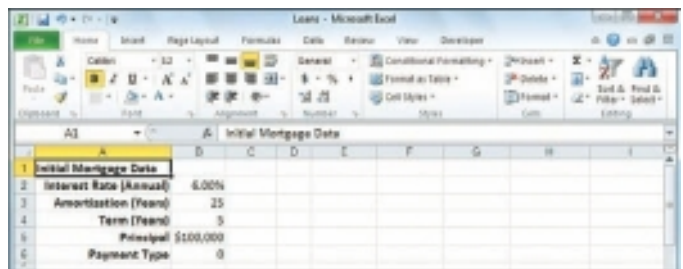 Loans - Microsoft Excel
File Home Insert Page Layout Formulas Data Review View Developer
Calibri 12 General Conditional Formatting Insert
Paste B I U A A $ % Format as Table Delete Sort & Find &
A Cell Styles Format Filter Select
Clipboard Font Alignment Number Styles Cells Editing
A1 Initial Mortgage Data
A B C D E F G H I
1 Initial Mortgage Data
2 Interest Rate (Annual) 6.00%
3 Amortization (Years) 25
4 Term (Years) 5
5 Principal $100,000
6 Payment Type 0